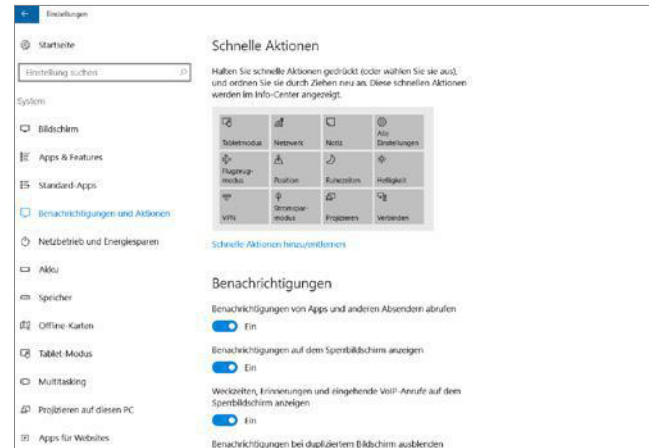 Einstellungen
Startseite
Einstellung suchen
System
Bildschirm
Apps & Features
Standard-Apps
Benachrichtigungen und Aktionen
Netzbetrieb und Energiesparen
Akku
Speicher
Offline-Karten
Tablet-Modus
Multitasking
Projizieren auf diesen PC
Apps für Websites
Schnelle Aktionen
Halten Sie schnelle Aktionen gedrückt (oder wählen Sie sie aus),
und ordnen Sie sie durch Ziehen neu an. Diese schnellen Aktionen
werden im Info-Center angezeigt.
Tabletmodus
Netzwerk
Notiz
Alle
Einstellungen
Flugzeug-
modus
Position
Ruhezeiten
Helligkeit
VPN
Stromspar-
modus
Projizieren
Verbinden
Schnelle Aktionen hinzu/entfernen
Benachrichtigungen
Benachrichtigungen von Apps und anderen Absendern abrufen
Ein
Benachrichtigungen auf dem Sperrbildschirm anzeigen
Ein
Weckzeiten, Erinnerungen und eingehende VoIP-Anrufe auf dem
Sperrbildschirm anzeigen
Ein
Benachrichtigungen bei dupliziertem Bildschirm ausblenden